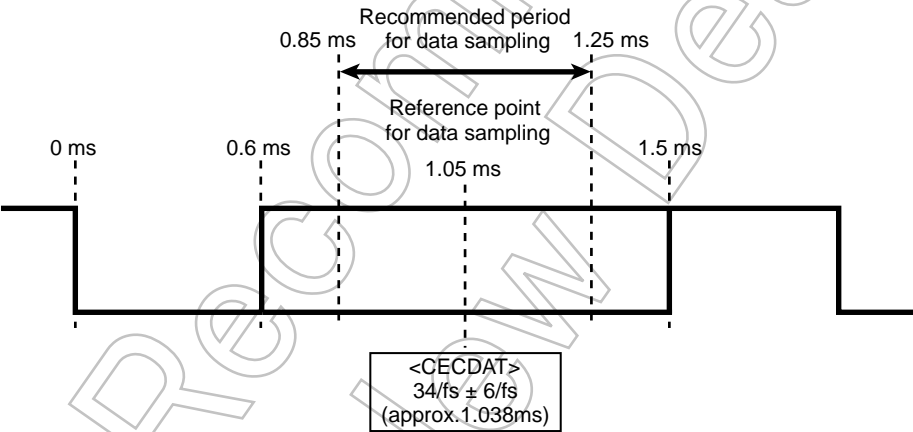 Recommended period
for data sampling
0.85 ms
1.25 ms
Reference point
for data sampling
0 ms
0.6 ms
1.05 ms
1.5 ms
<CECDAT>
34/fs ± 6/fs
(approx.1.038ms)